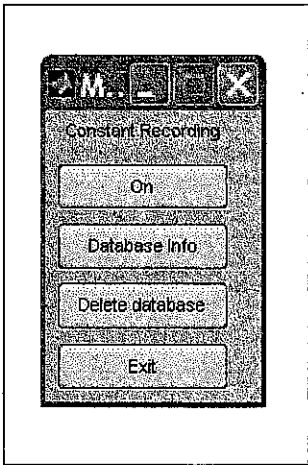 M..
Constant Recording
On
Database Info
Delete database
Exit